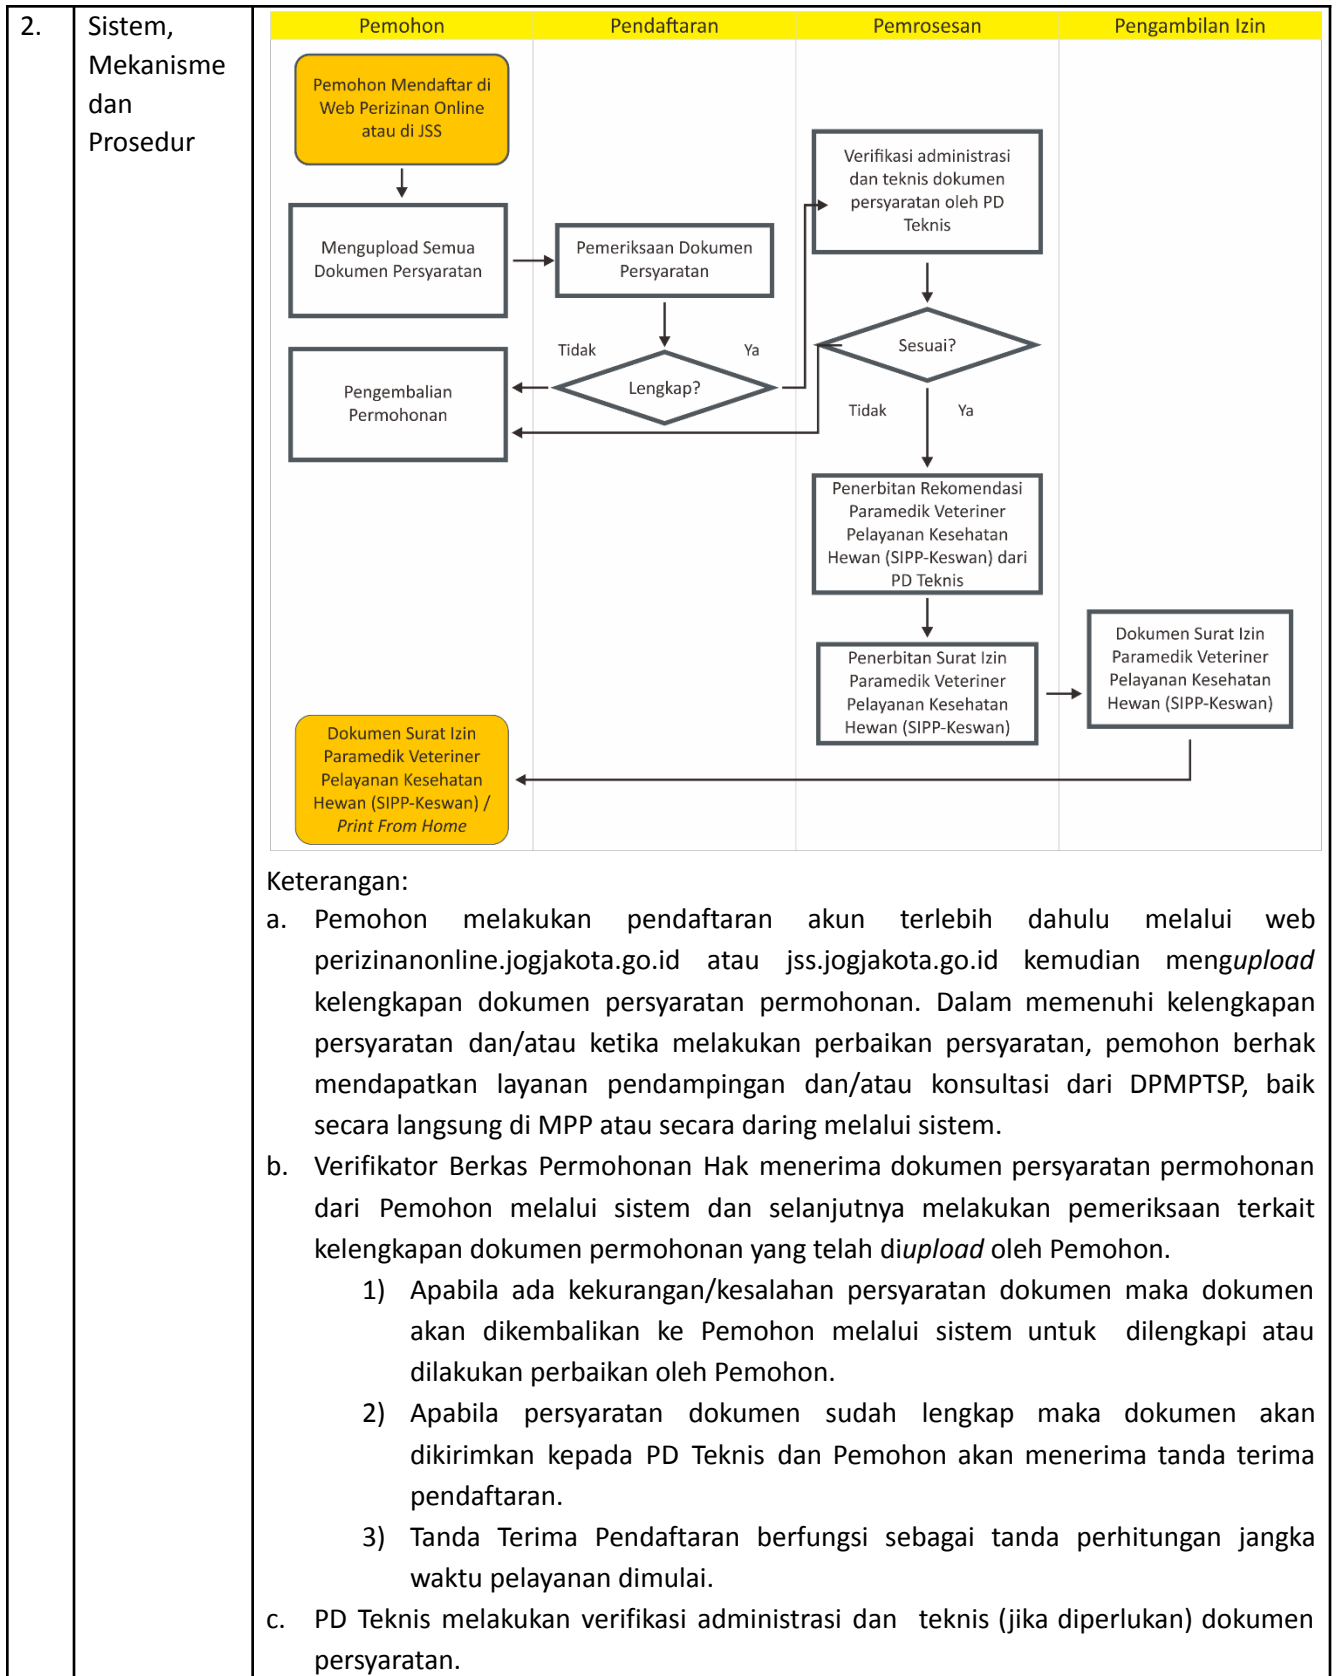 2.
Sistem,
Mekanisme
dan
Prosedur
Pemohon
Pendaftaran
Pemrosesan
Pengambilan Izin
Pemohon Mendaftar di
Web Perizinan Online
atau di JSS
Mengupload Semua
Dokumen Persyaratan
Pemeriksaan Dokumen
Persyaratan
Verifikasi administrasi
dan teknis dokumen
persyaratan oleh PD
Teknis
Tidak
Ya
Lengkap?
Sesuai?
Pengembalian
Permohonan
Tidak
Ya
Penerbitan Rekomendasi
Paramedik Veteriner
Pelayanan Kesehatan
Hewan (SIPP-Keswan) dari
PD Teknis
Penerbitan Surat Izin
Paramedik Veteriner
Pelayanan Kesehatan
Hewan (SIPP-Keswan)
Dokumen Surat Izin
Paramedik Veteriner
Pelayanan Kesehatan
Hewan (SIPP-Keswan)
Dokumen Surat Izin
Paramedik Veteriner
Pelayanan Kesehatan
Hewan (SIPP-Keswan) /
Print From Home
Keterangan:
a. Pemohon melakukan pendaftaran akun terlebih dahulu melalui web
perizinanonline.jogjakota.go.id atau jss.jogjakota.go.id kemudian mengupload
kelengkapan dokumen persyaratan permohonan. Dalam memenuhi kelengkapan
persyaratan dan/atau ketika melakukan perbaikan persyaratan, pemohon berhak
mendapatkan layanan pendampingan dan/atau konsultasi dari DPMPTSP, baik
secara langsung di MPP atau secara daring melalui sistem.
b. Verifikator Berkas Permohonan Hak menerima dokumen persyaratan permohonan
dari Pemohon melalui sistem dan selanjutnya melakukan pemeriksaan terkait
kelengkapan dokumen permohonan yang telah diupload oleh Pemohon.
1) Apabila ada kekurangan/kesalahan persyaratan dokumen maka dokumen
akan dikembalikan ke Pemohon melalui sistem untuk dilengkapi atau
dilakukan perbaikan oleh Pemohon.
2) Apabila persyaratan dokumen sudah lengkap maka dokumen akan
dikirimkan kepada PD Teknis dan Pemohon akan menerima tanda terima
pendaftaran.
3) Tanda Terima Pendaftaran berfungsi sebagai tanda perhitungan jangka
waktu pelayanan dimulai.
c. PD Teknis melakukan verifikasi administrasi dan teknis (jika diperlukan) dokumen
persyaratan.